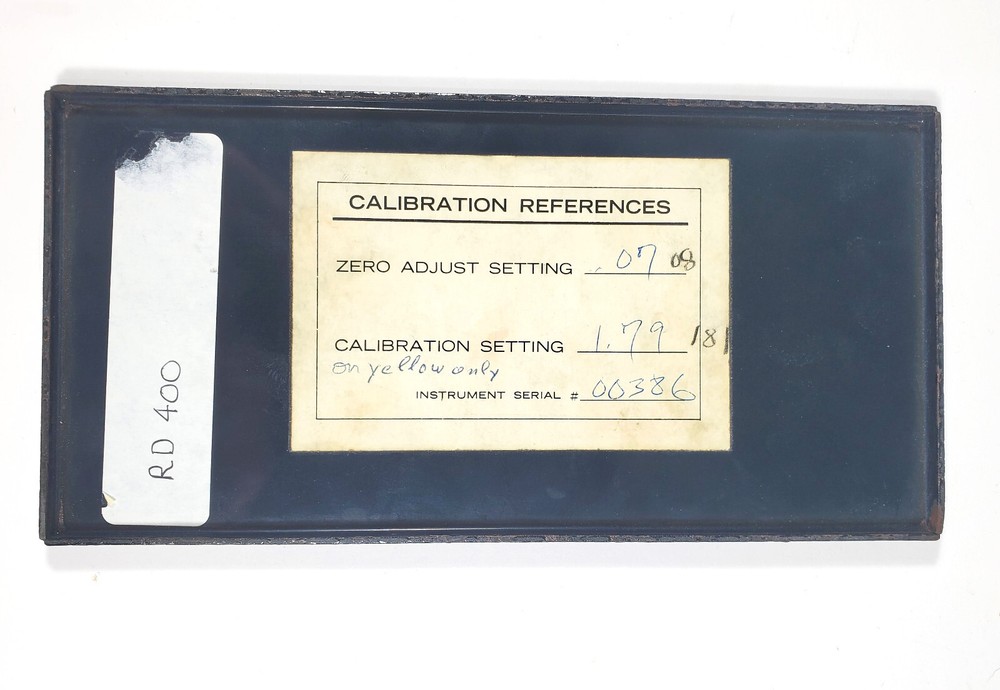 RD 400
CALIBRATION REFERENCES
ZERO ADJUST SETTING .07 08
CALIBRATION SETTING 1.79 181
on yellow only
INSTRUMENT SERIAL # 00386